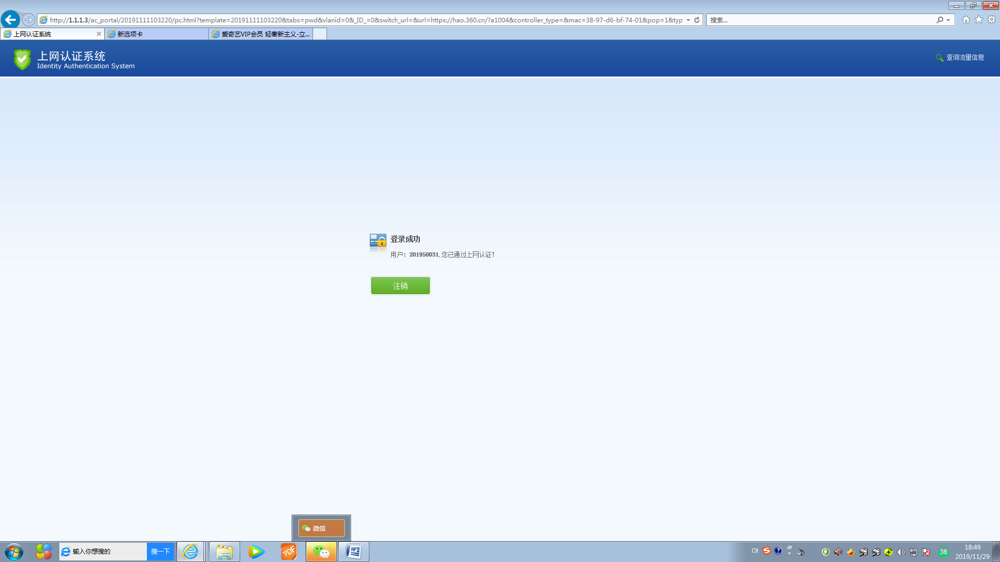 http://1.1.1.3/ac_portal/20191111103220/pc.html?template=20191111103220&tabs=pwd&vlanid=0&_ID_=0&switch_url=&url=https://hao.360.cn/?a1004&controller_type=&mac=38-97-d6-bf-74-01&pop=1&typ
搜索...
上网认证系统
新选项卡
爱奇艺VIP会员 轻奢新主义-立...
上网认证系统
Identity Authentication System
查询流里信息
登录成功
用户：201950031, 您已通过上网认证！
注销
微信
输入你想搜的
搜一下
PDF
CH
38
18:49
2019/11/29